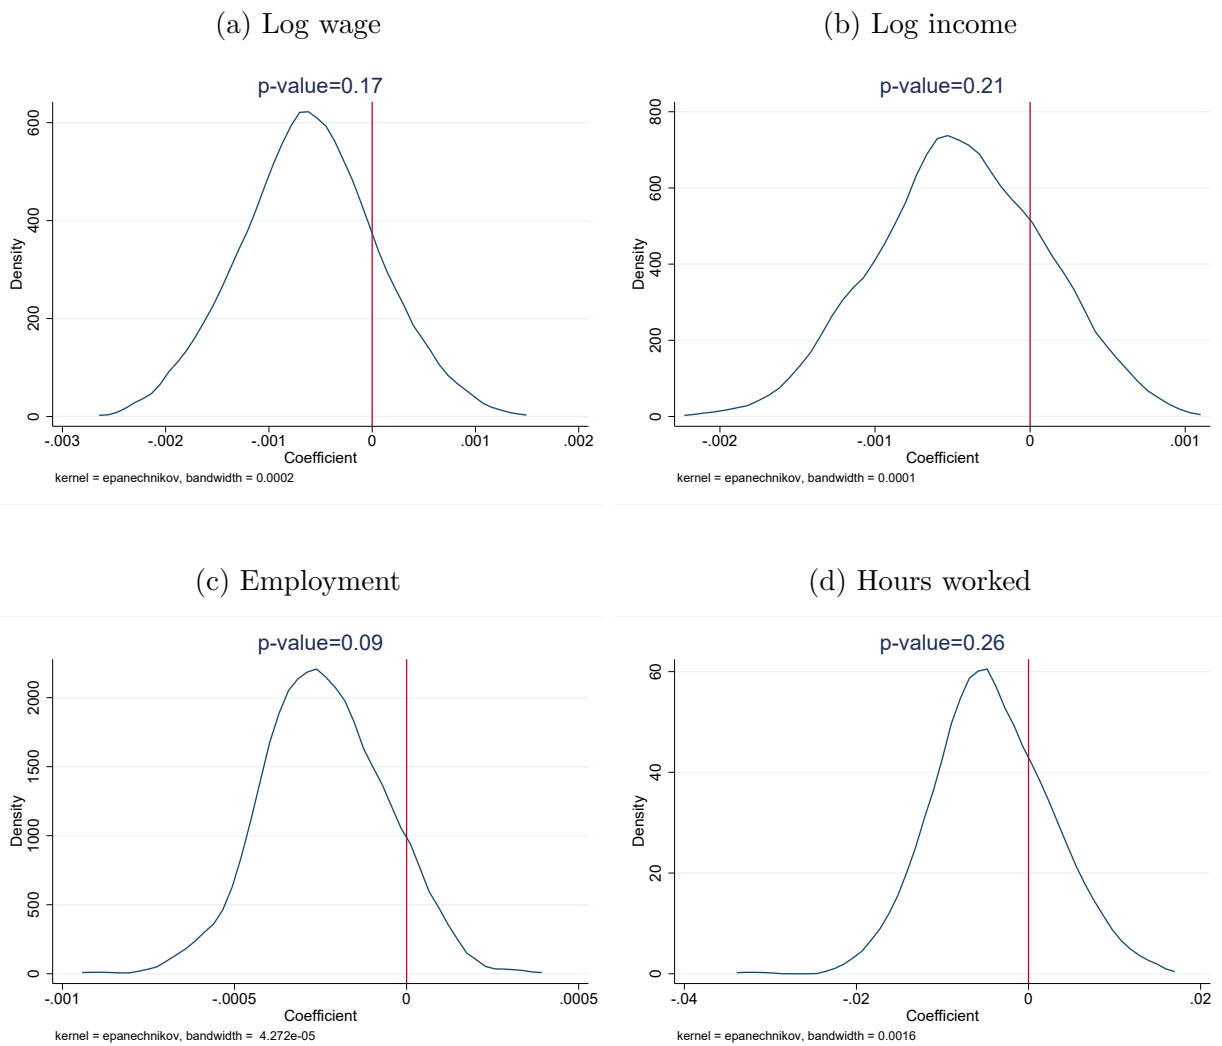 (a) Log wage
p-value=0.17
Density
600
400
200
0
-.003 -.002 -.001 0 .001 .002
Coefficient
kernel = epanechnikov, bandwidth = 0.0002
(b) Log income
p-value=0.21
Density
800
600
400
200
0
-.002 -.001 0 .001
Coefficient
kernel = epanechnikov, bandwidth = 0.0001
(c) Employment
p-value=0.09
Density
2000
1500
1000
500
0
-.001 -.0005 0 .0005
Coefficient
kernel = epanechnikov, bandwidth = 4.272e-05
(d) Hours worked
p-value=0.26
Density
60
40
20
0
-.04 -.02 0 .02
Coefficient
kernel = epanechnikov, bandwidth = 0.0016